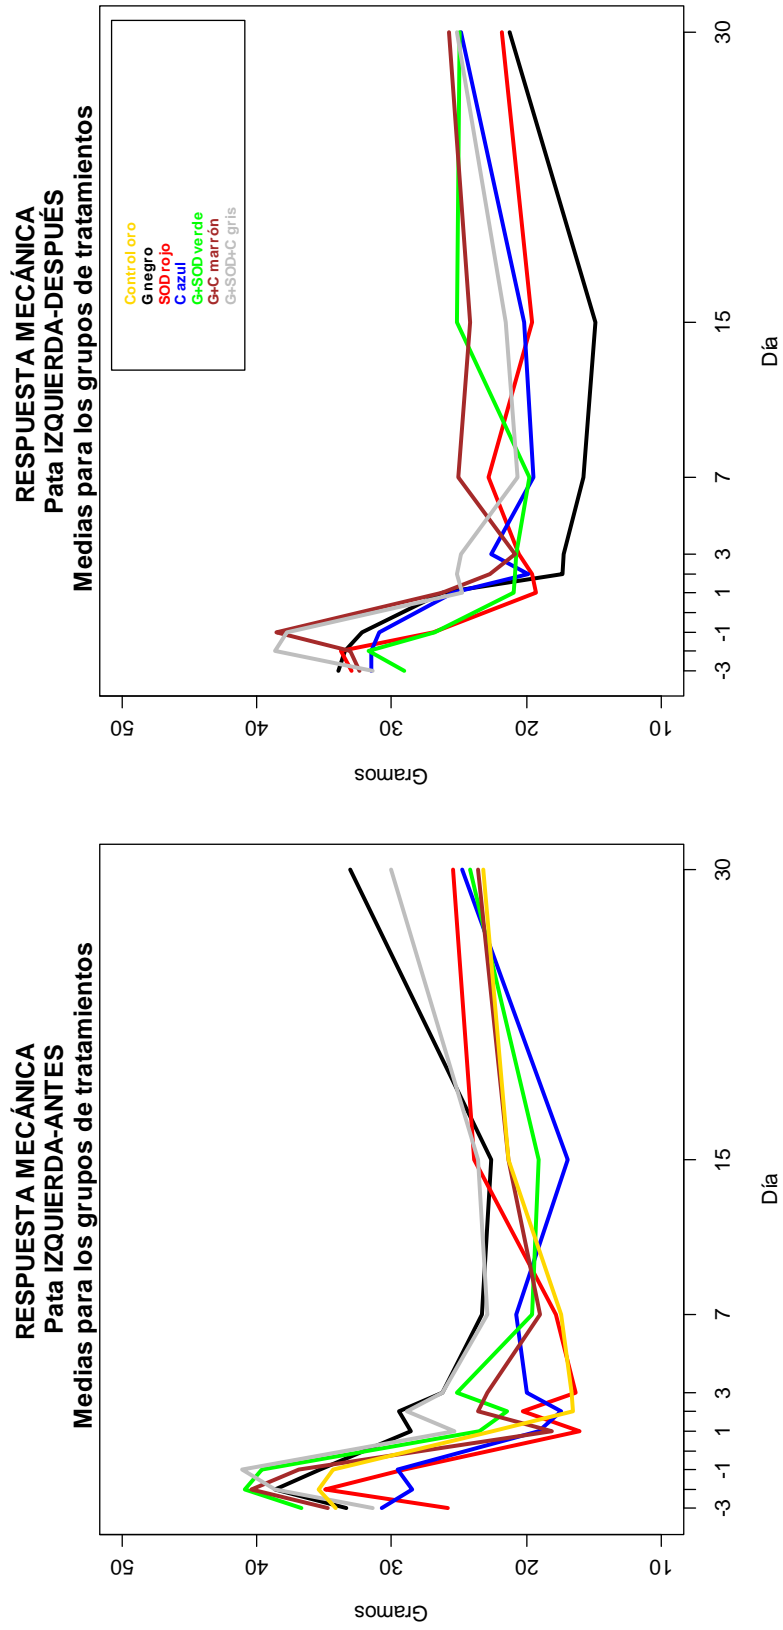 RESPUESTA MECÁNICA
Pata IZQUIERDA-ANTES
Medias para los grupos de tratamientos
50
40
30
20
10
Gramos
-3
-1
1
3
7
15
30
Día
RESPUESTA MECÁNICA
Pata IZQUIERDA-DESPUÉS
Medias para los grupos de tratamientos
Control oro
G negro
SOD rojo
C azul
G+SOD verde
G+C marrón
G+SOD+C gris
50
40
30
20
10
Gramos
-3
-1
1
3
7
15
30
Día